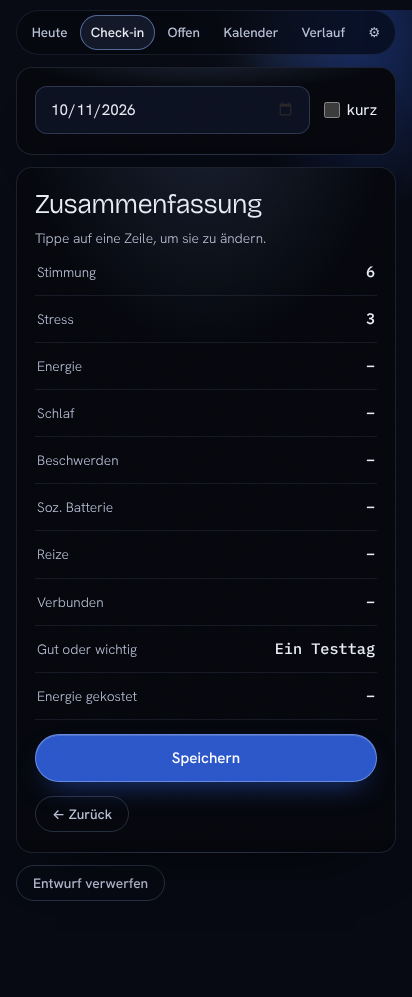 Heute Check-in Offen Kalender Verlauf ⚙
10/11/2026 kurz
Zusammenfassung
Tippe auf eine Zeile, um sie zu ändern.
Stimmung 6
Stress 3
Energie –
Schlaf –
Beschwerden –
Soz. Batterie –
Reize –
Verbunden –
Gut oder wichtig Ein Testtag
Energie gekostet –
Speichern
← Zurück
Entwurf verwerfen